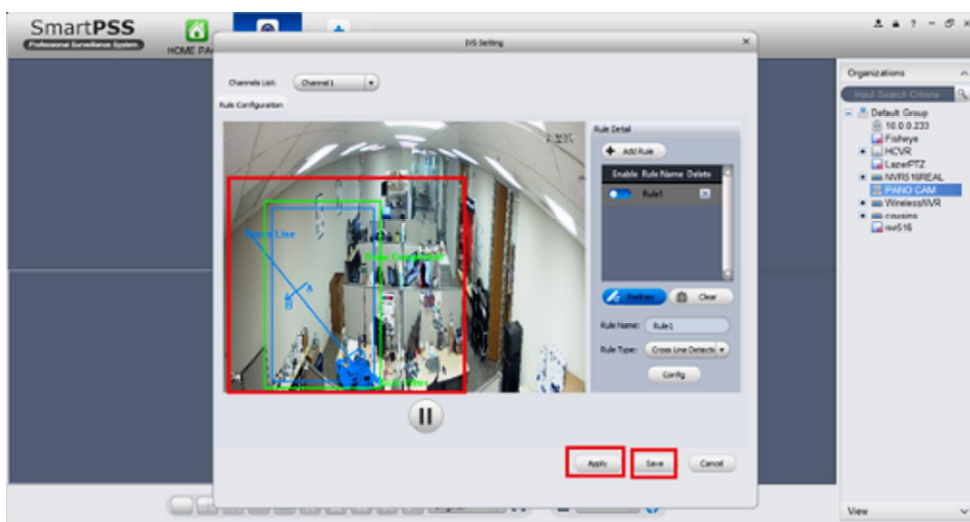 SmartPSS
Professional Surveillance System
HOME PA
IVS Setting
Channels List:
Channel 1
Rule Configuration
Cross Line
Rule Detail
Add Rule
Enable Rule Name Delete
Rule1
Redraw
Clear
Rule Name:
Rule1
Rule Type:
Cross Line Detecti
Config
Apply
Save
Cancel
Organizations
Input Search Criteria
Default Group
10.0.0.233
Fisheye
HCVR
LazerPTZ
NVR516REAL
PANO CAM
WirelessNVR
cousins
nvr516
View